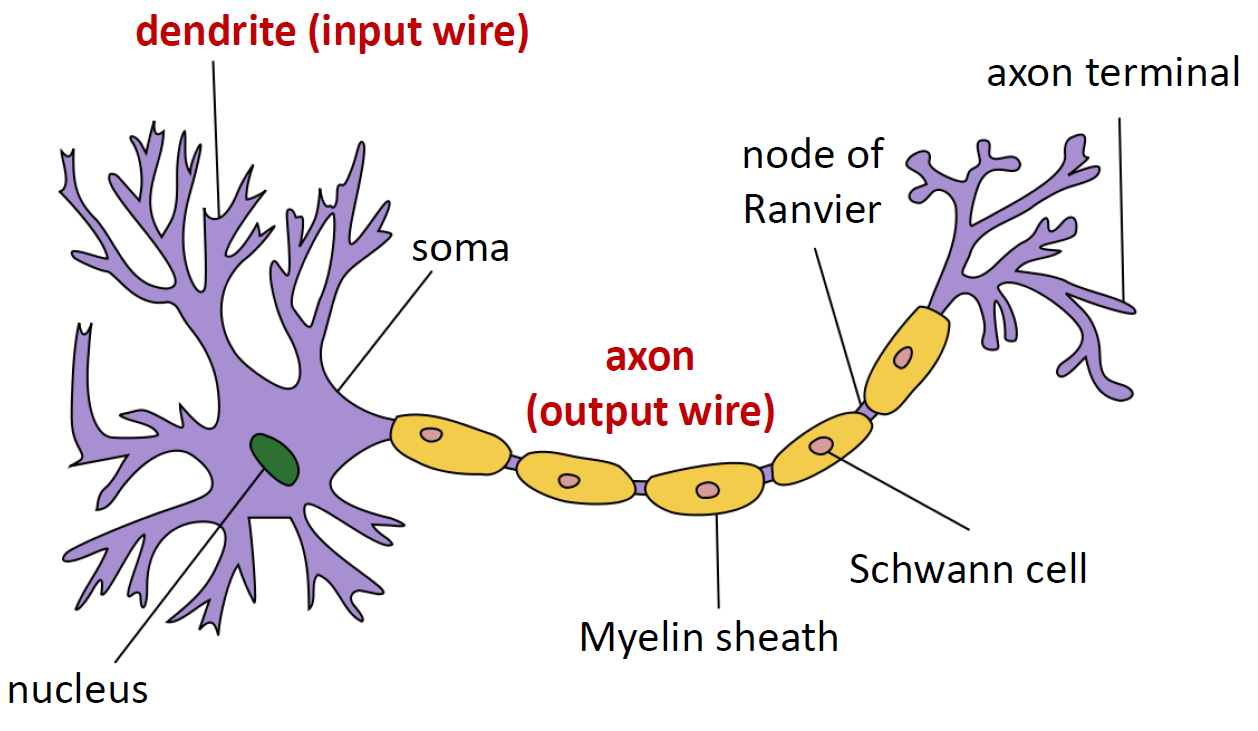 dendrite (input wire)
axon terminal
node of
Ranvier
soma
axon
(output wire)
Schwann cell
Myelin sheath
nucleus